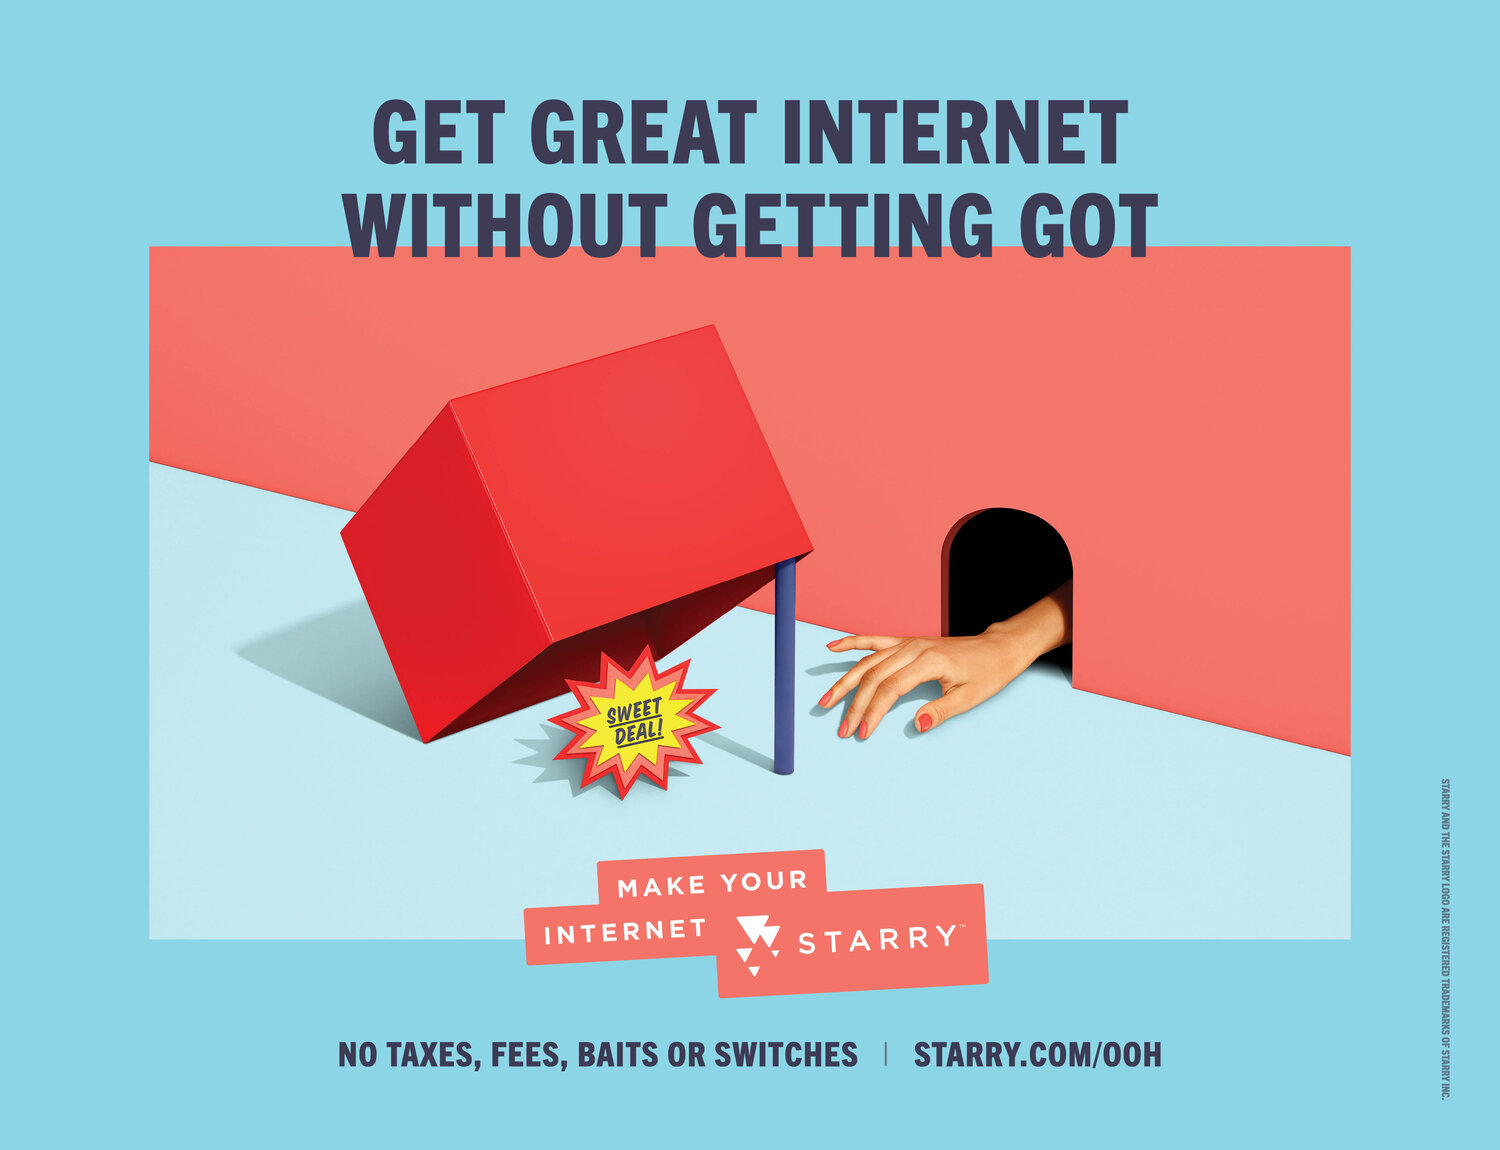 GET GREAT INTERNET
WITHOUT GETTING GOT
SWEET
DEAL!
MAKE YOUR
INTERNET
STARRY™
NO TAXES, FEES, BAITS OR SWITCHES | STARRY.COM/OOH
STARRY AND THE STARRY LOGO ARE REGISTERED TRADEMARKS OF STARRY INC.